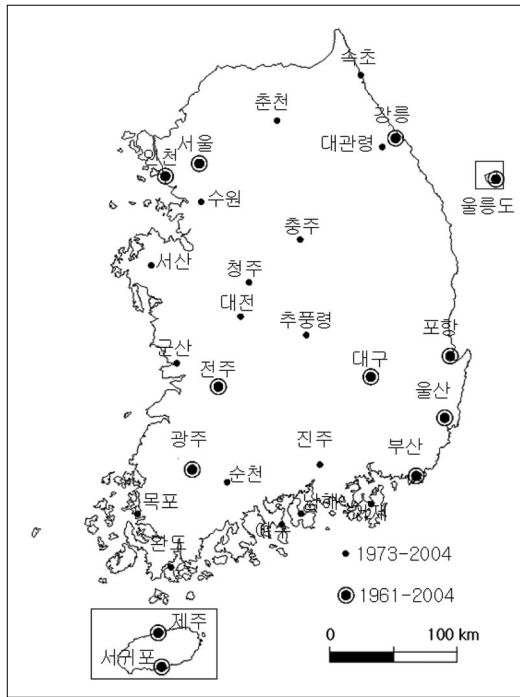 속초
춘천
강릉
서울
대관령
인천
수원
울릉도
충주
서산
청주
대전
추풍령
포항
군산
전주
대구
울산
광주
진주
부산
순천
목포
완도
1973-2004
제주
1961-2004
서귀포
0 100 km